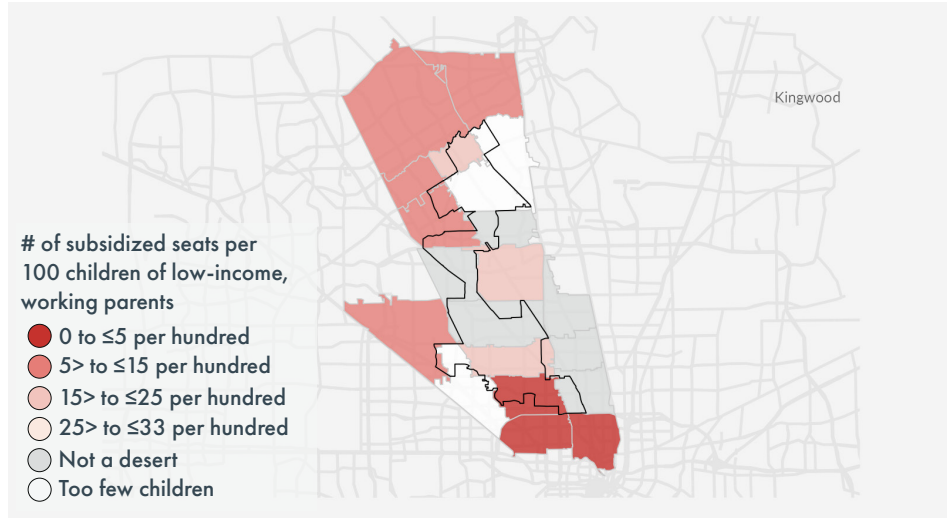 Kingwood
# of subsidized seats per
100 children of low-income,
working parents
0 to ≤5 per hundred
5> to ≤15 per hundred
15> to ≤25 per hundred
25> to ≤33 per hundred
Not a desert
Too few children